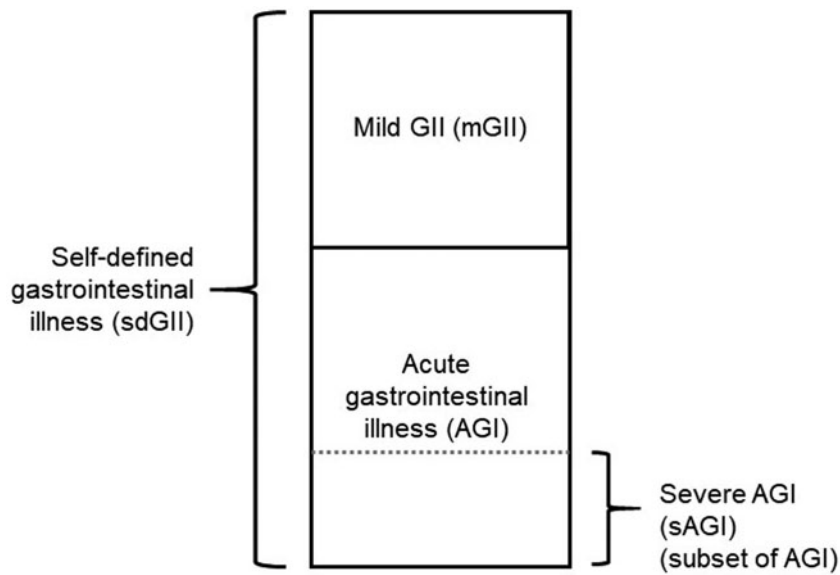 Mild GII (mGII)
Self-defined
gastrointestinal
illness (sdGII)
Acute
gastrointestinal
illness (AGI)
Severe AGI
(sAGI)
(subset of AGI)